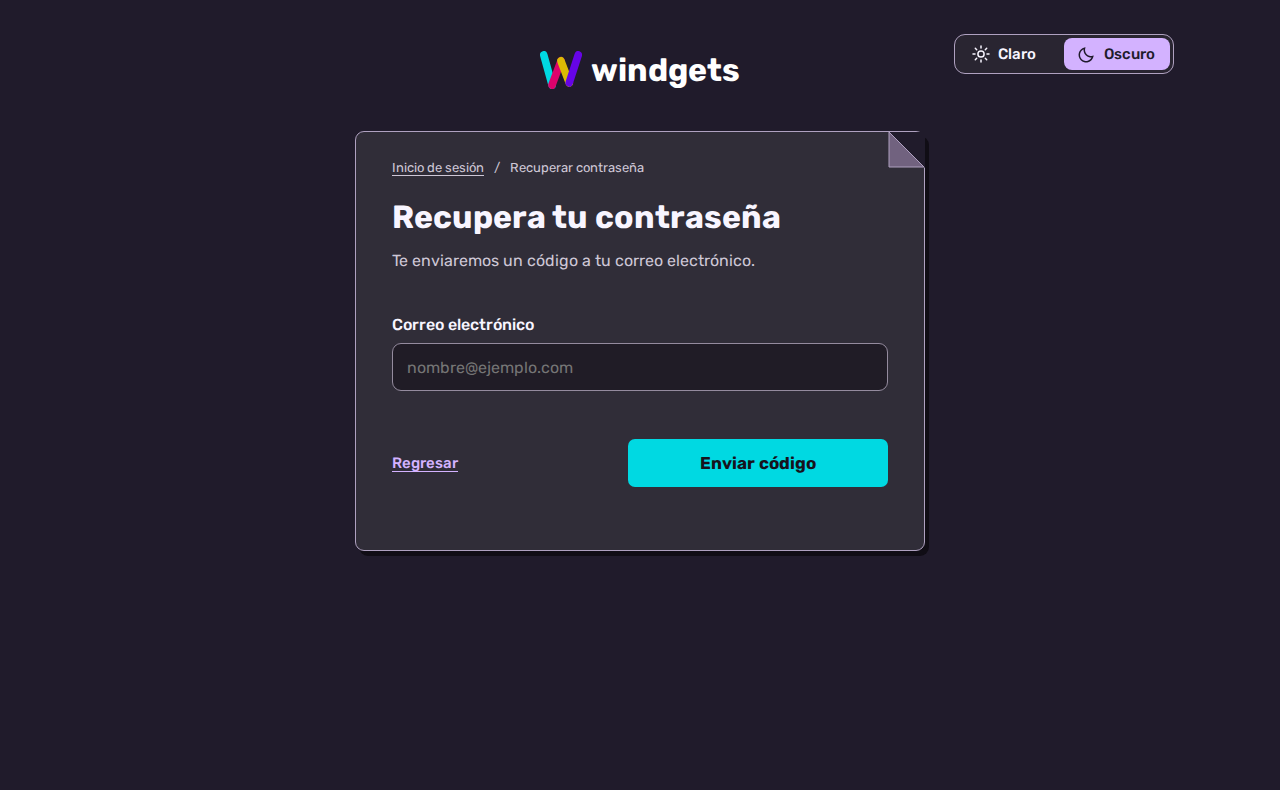 windgets
Claro
Oscuro
Inicio de sesión / Recuperar contraseña
Recupera tu contraseña
Te enviaremos un código a tu correo electrónico.
Correo electrónico
nombre@ejemplo.com
Regresar
Enviar código